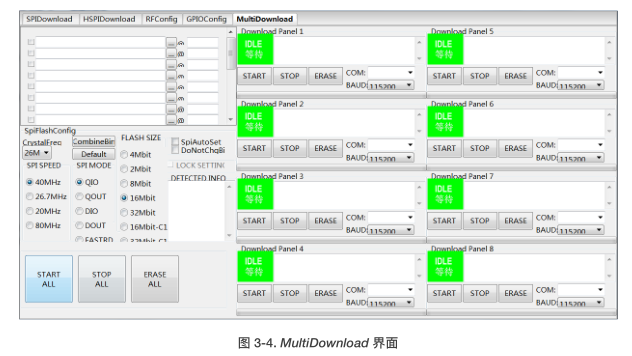 SPIDownload HSPIDownload RFConfig GPIOConfig MultiDownload
... @
... @
... @
... @
... @
... @
... @
... @
SpiFlashConfig
CrystalFreq
26M
CombineBin
Default
SPI SPEED
40MHz
26.7MHz
20MHz
80MHz
SPI MODE
QIO
QOUT
DIO
DOUT
FASTRD
FLASH SIZE
4Mbit
2Mbit
8Mbit
16Mbit
32Mbit
16Mbit-C1
32Mbit-C1
SpiAutoSet
DoNotChgBi
LOCK SETTINK
DETECTED INFO
START ALL
STOP ALL
ERASE ALL
Download Panel 1
IDLE
等待
START STOP ERASE COM:
BAUD: 115200
Download Panel 2
IDLE
等待
START STOP ERASE COM:
BAUD: 115200
Download Panel 3
IDLE
等待
START STOP ERASE COM:
BAUD: 115200
Download Panel 4
IDLE
等待
START STOP ERASE COM:
BAUD: 115200
Download Panel 5
IDLE
等待
START STOP ERASE COM:
BAUD: 115200
Download Panel 6
IDLE
等待
START STOP ERASE COM:
BAUD: 115200
Download Panel 7
IDLE
等待
START STOP ERASE COM:
BAUD: 115200
Download Panel 8
IDLE
等待
START STOP ERASE COM:
BAUD: 115200
图 3-4. MultiDownload 界面